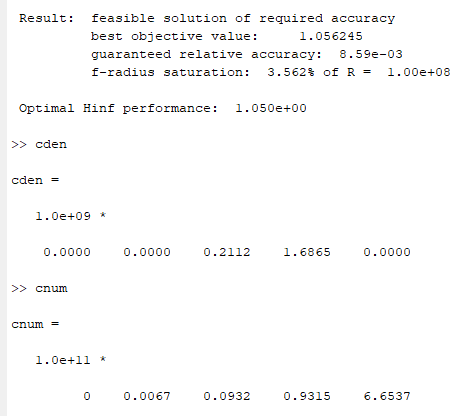 Result:  feasible solution of required accuracy
best objective value:     1.056245
guaranteed relative accuracy:  8.59e-03
f-radius saturation:  3.562% of R =  1.00e+08
Optimal Hinf performance:  1.050e+00
>> cden
cden =
1.0e+09 *
0.0000    0.0000    0.2112    1.6865    0.0000
>> cnum
cnum =
1.0e+11 *
0    0.0067    0.0932    0.9315    6.6537